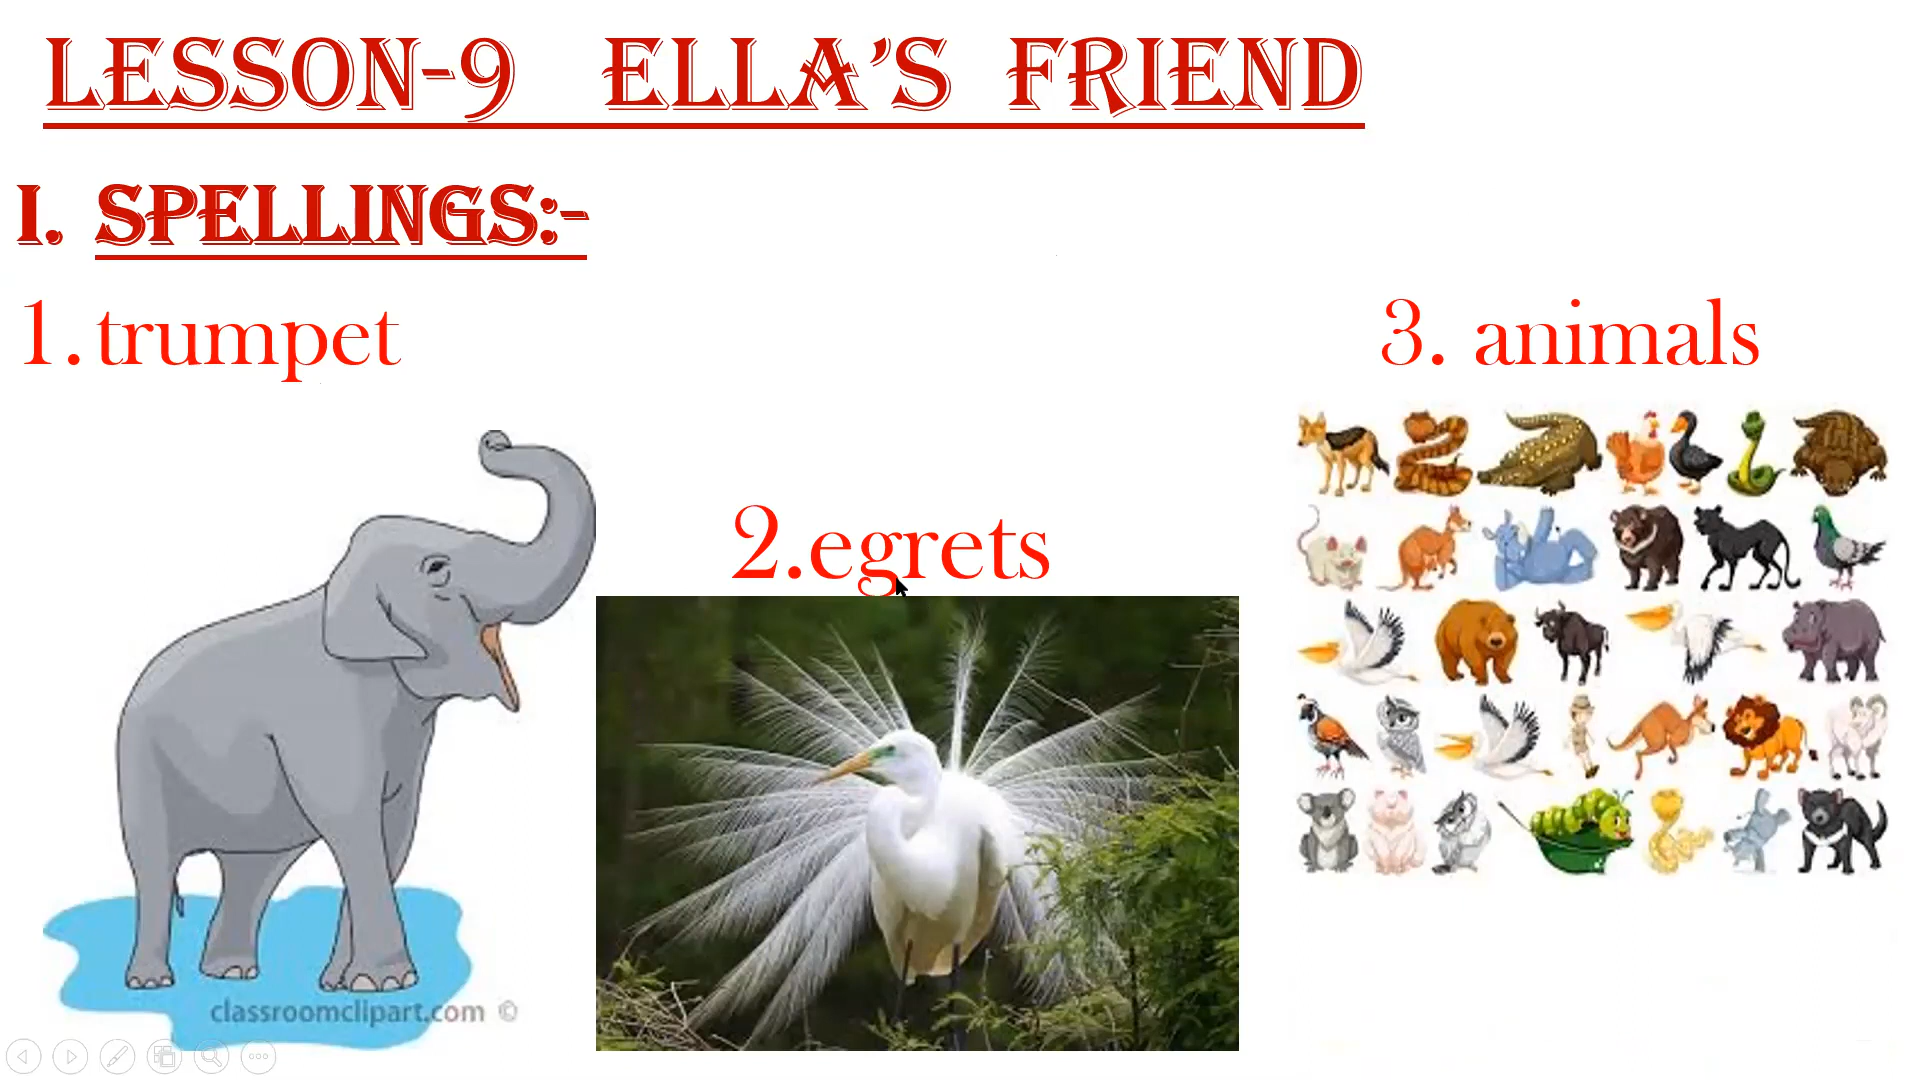 LESSON-9 ELLA'S FRIEND
I. SPELLINGS:-
1. trumpet
3. animals
2.egrets
classroomclipart.com ©